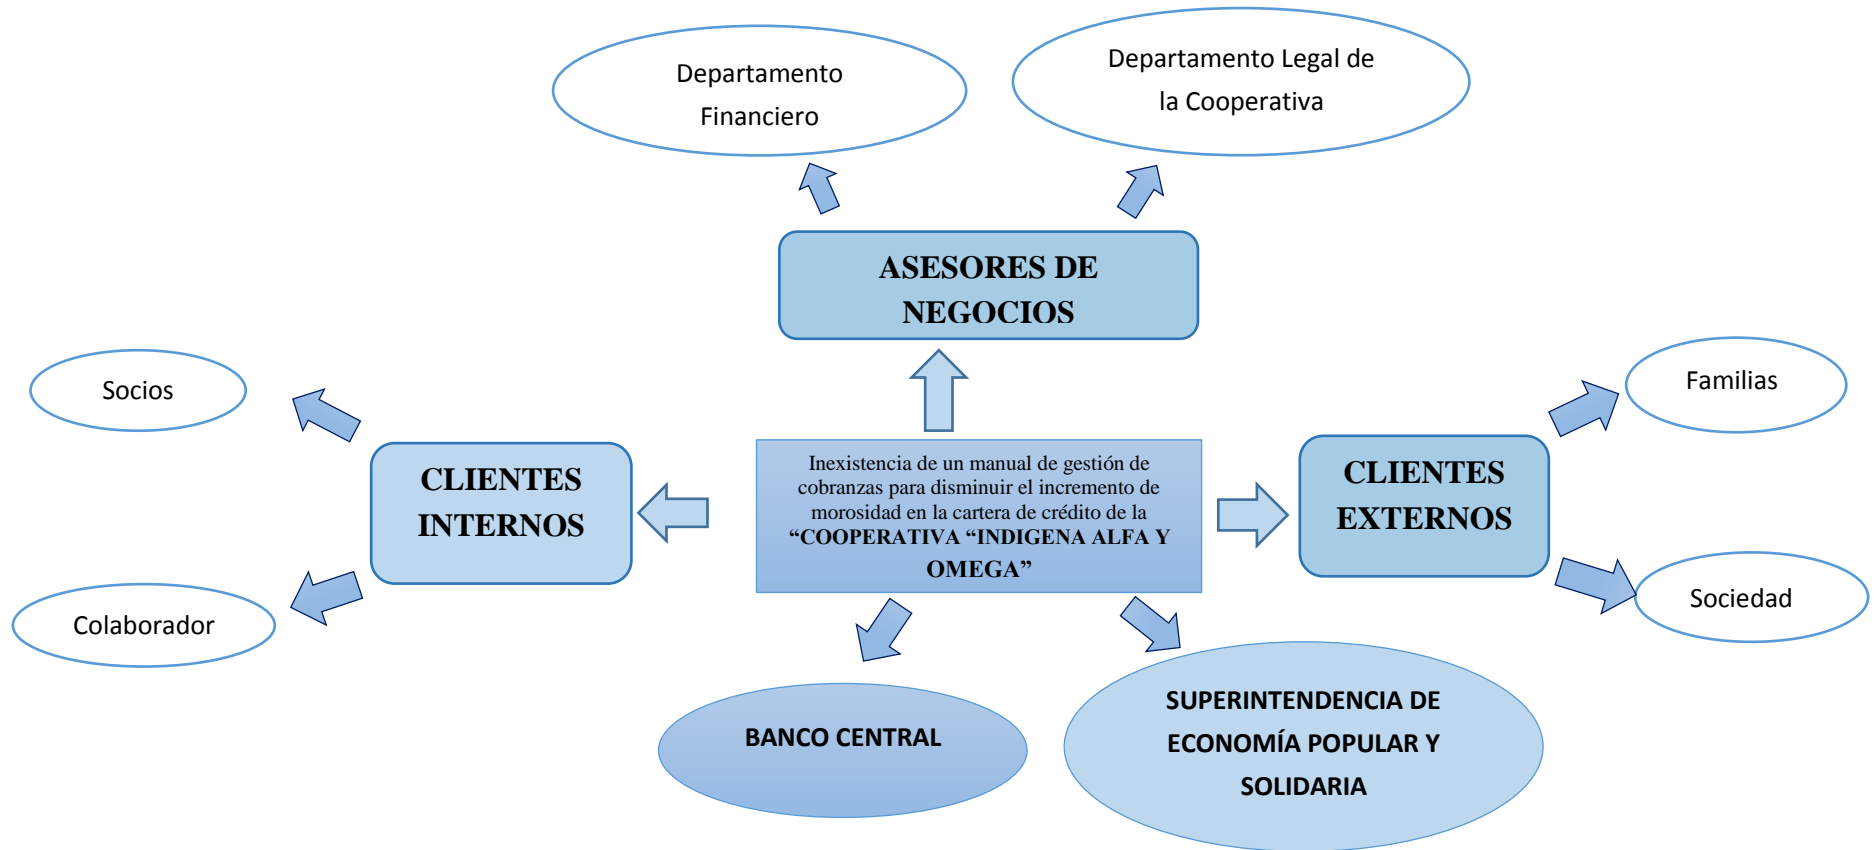 Departamento
Financiero
Departamento Legal de
la Cooperativa
ASESORES DE
NEGOCIOS
Socios
Familias
CLIENTES
INTERNOS
Inexistencia de un manual de gestión de
cobranzas para disminuir el incremento de
morosidad en la cartera de crédito de la
“COOPERATIVA “INDIGENA ALFA Y
OMEGA”
CLIENTES
EXTERNOS
Colaborador
Sociedad
BANCO CENTRAL
SUPERINTENDENCIA DE
ECONOMÍA POPULAR Y
SOLIDARIA